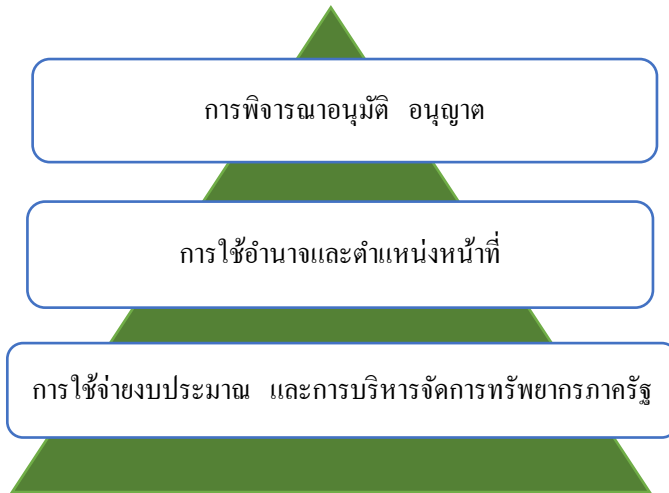 การพิจารณาอนุมัติ อนุญาต
การใช้อำนาจและตำแหน่งหน้าที่
การใช้จ่ายงบประมาณ และการบริหารจัดการทรัพยากรภาครัฐ